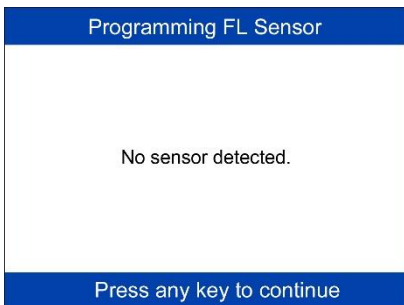 Programming FL Sensor
No sensor detected.
Press any key to continue